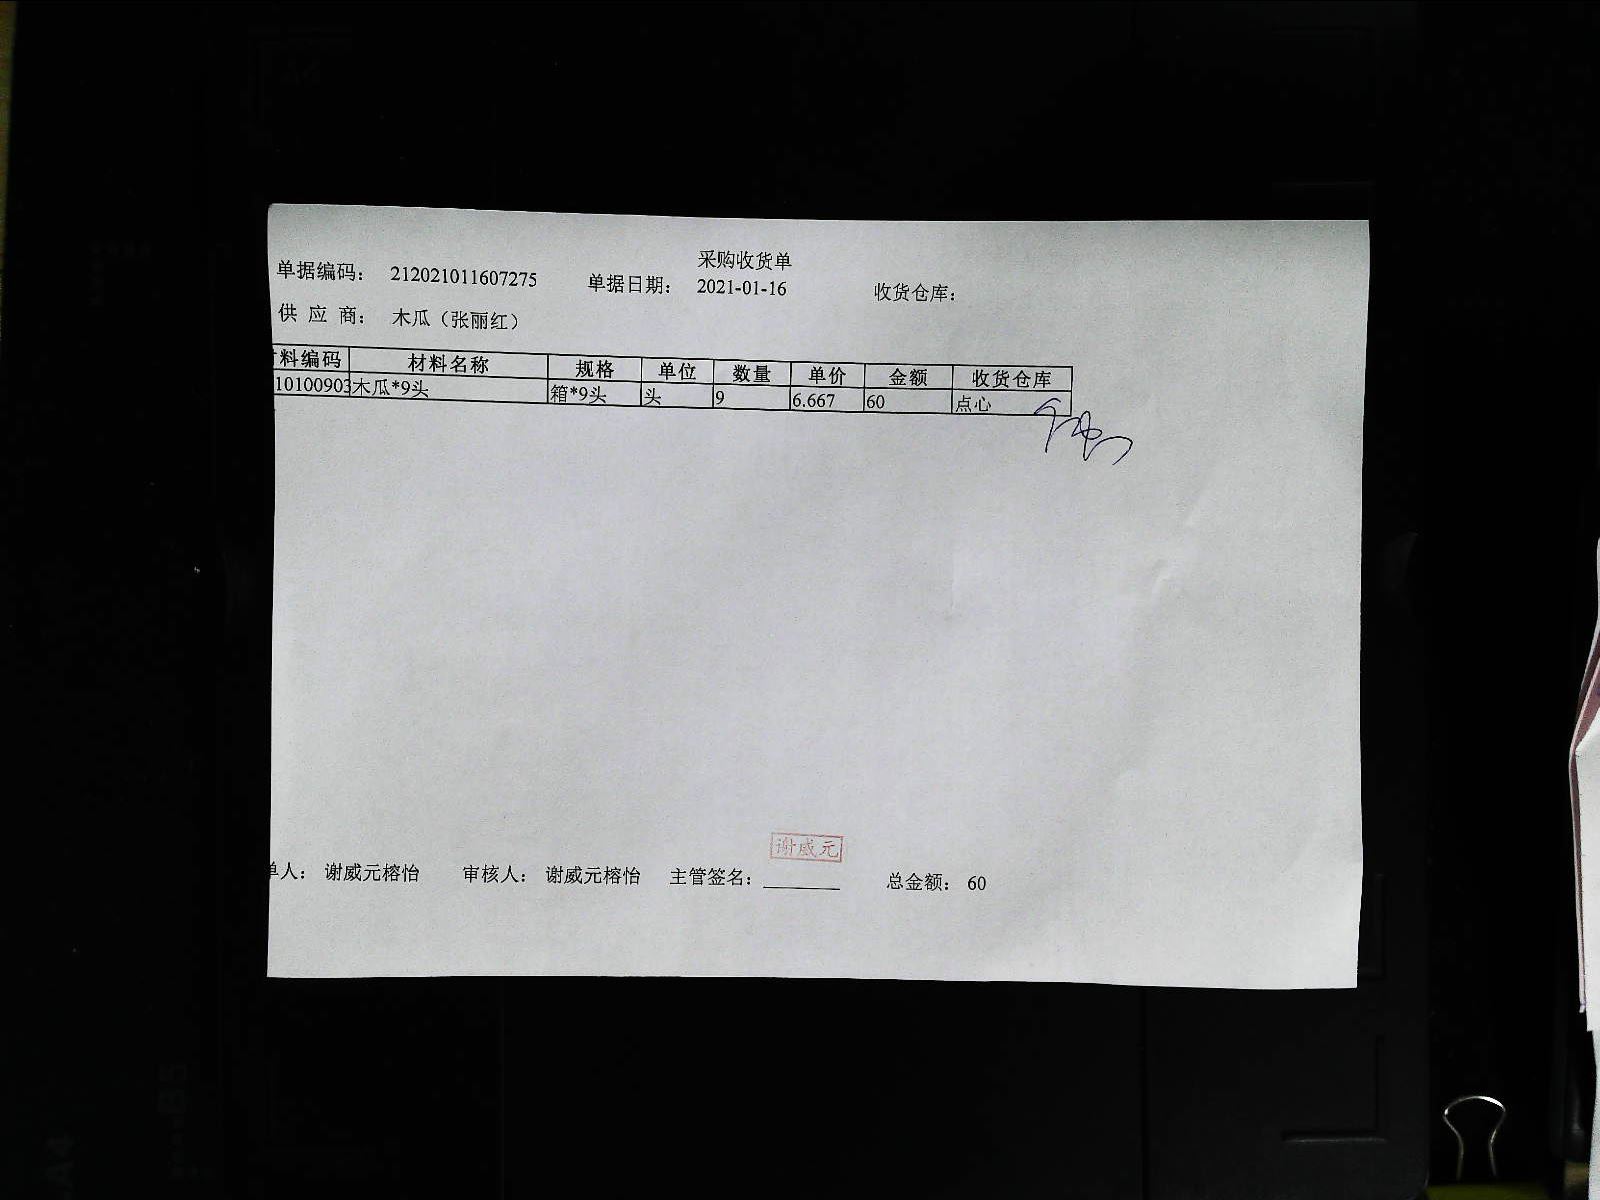 采购收货单
单据编码: 212021011607275 单据日期: 2021-01-16 收货仓库:
供 应 商: 木瓜（张丽红）
料编码 材料名称 规格 单位 数量 单价 金额 收货仓库
10100903 木瓜*9头 箱*9头 头 9 6.667 60 点心
谢威元
单人: 谢威元榕怡 审核人: 谢威元榕怡 主管签名: 总金额: 60